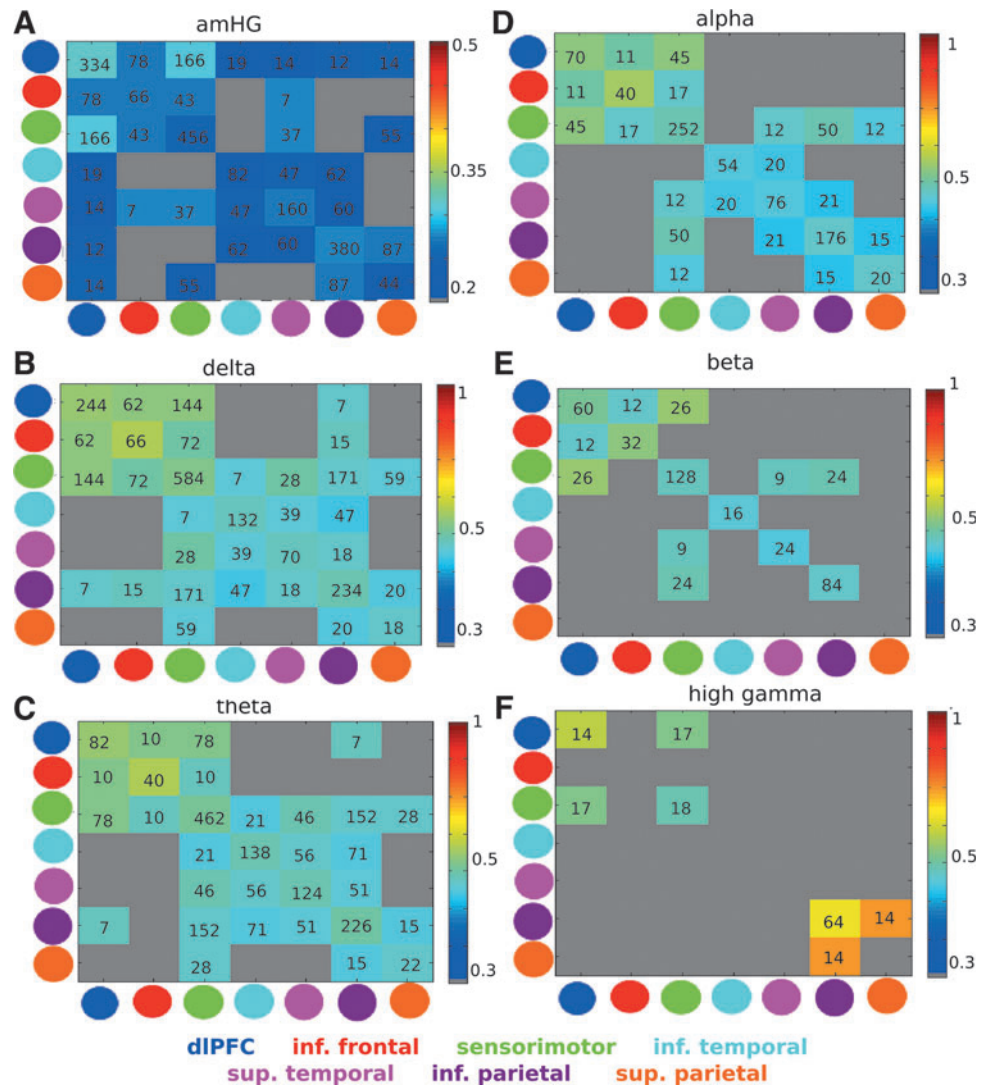 A
amHG
334 78 166 19 14 12 14
78 66 43 7
166 43 456 37 55
19 82 47 62
14 7 37 47 160 60
12 62 60 380 87
14 55 87 44
0.5
0.35
0.2
B
delta
244 62 144 7
62 66 72 15
144 72 584 7 28 171 59
7 132 39 47
28 39 70 18
7 15 171 47 18 234 20
59 20 18
1
0.5
0.3
C
theta
82 10 78 7
10 40 10
78 10 462 21 46 152 28
21 138 56 71
46 56 124 51
7 152 71 51 226 15
28 15 22
1
0.5
0.3
D
alpha
70 11 45
11 40 17
45 17 252 12 50 12
54 20
12 20 76 21
50 21 176 15
12 15 20
1
0.5
0.3
E
beta
60 12 26
12 32
26 128 9 24
16
9 24
24 84
1
0.5
0.3
F
high gamma
14 17
17 18
64 14
14
1
0.5
0.3
dlPFC inf. frontal sensorimotor inf. temporal
sup. temporal inf. parietal sup. parietal